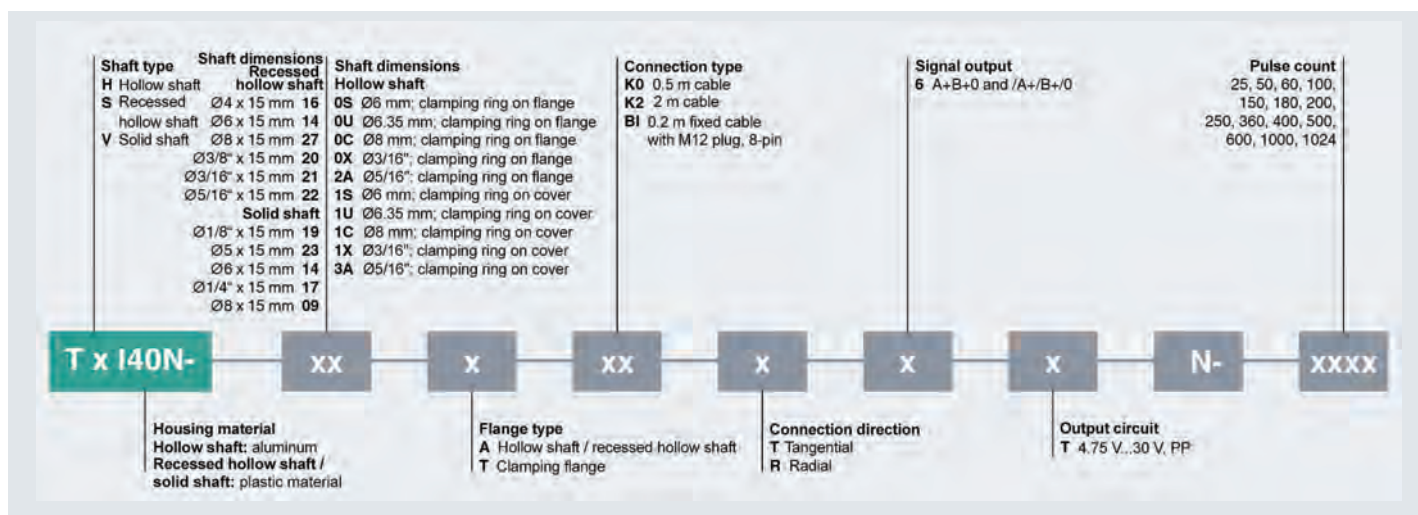 Shaft type
H Hollow shaft
S Recessed
hollow shaft
V Solid shaft
Shaft dimensions
Recessed
hollow shaft
Ø4 x 15 mm 16
Ø6 x 15 mm 14
Ø8 x 15 mm 27
Ø3/8" x 15 mm 20
Ø3/16" x 15 mm 21
Ø5/16" x 15 mm 22
Solid shaft
Ø1/8" x 15 mm 19
Ø5 x 15 mm 23
Ø6 x 15 mm 14
Ø1/4" x 15 mm 17
Ø8 x 15 mm 09
Shaft dimensions
Hollow shaft
0S Ø6 mm; clamping ring on flange
0U Ø6.35 mm; clamping ring on flange
0C Ø8 mm; clamping ring on flange
0X Ø3/16"; clamping ring on flange
2A Ø5/16"; clamping ring on flange
1S Ø6 mm; clamping ring on cover
1U Ø6.35 mm; clamping ring on cover
1C Ø8 mm; clamping ring on cover
1X Ø3/16"; clamping ring on cover
3A Ø5/16"; clamping ring on cover
Connection type
K0 0.5 m cable
K2 2 m cable
BI 0.2 m fixed cable
with M12 plug, 8-pin
Signal output
6 A+B+0 and /A+/B+/0
Pulse count
25, 50, 60, 100,
150, 180, 200,
250, 360, 400, 500,
600, 1000, 1024
T x I40N- xx x xx x x x N- xxxx
Housing material
Hollow shaft: aluminum
Recessed hollow shaft /
solid shaft: plastic material
Flange type
A Hollow shaft / recessed hollow shaft
T Clamping flange
Connection direction
T Tangential
R Radial
Output circuit
T 4.75 V...30 V, PP